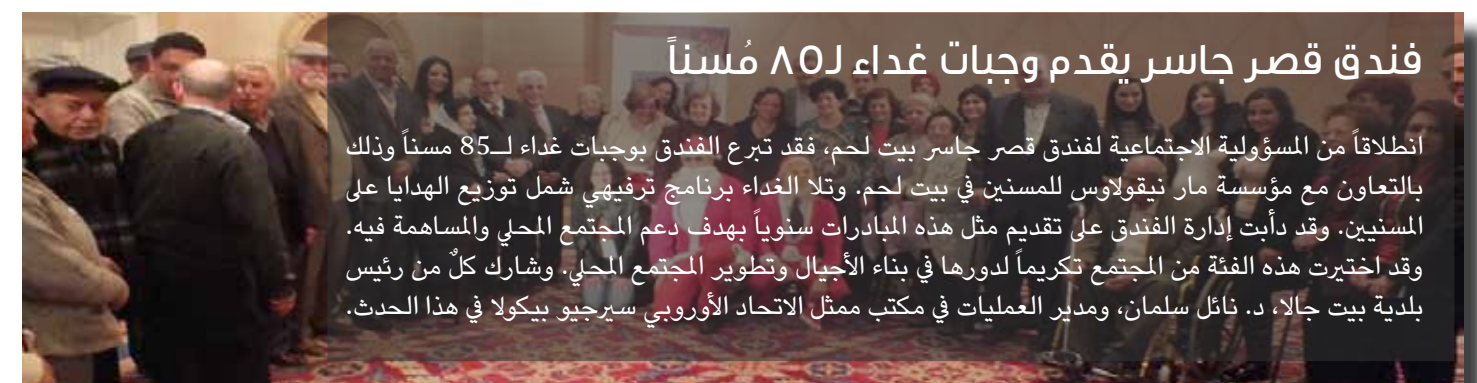 فندق قصر جاسر يقدم وجبات غداء لـ٨٥ مُسناً
انطلاقاً من المسؤولية الاجتماعية لفندق قصر جاسر بيت لحم، فقد تبرع الفندق بوجبات غداء لــ85 مسناً وذلك
بالتعاون مع مؤسسة مار نيقولاوس للمسنين في بيت لحم. وتلا الغداء برنامج ترفيهي شمل توزيع الهدايا على
المسنيين. وقد دأبت إدارة الفندق على تقديم مثل هذه المبادرات سنوياً بهدف دعم المجتمع المحلي والمساهمة فيه.
وقد اختيرت هذه الفئة من المجتمع تكريماً لدورها في بناء الأجيال وتطوير المجتمع المحلي. وشارك كلٌ من رئيس
بلدية بيت جالا، د. نائل سلمان، ومدير العمليات في مكتب ممثل الاتحاد الأوروبي سيرجيو بيكولا في هذا الحدث.